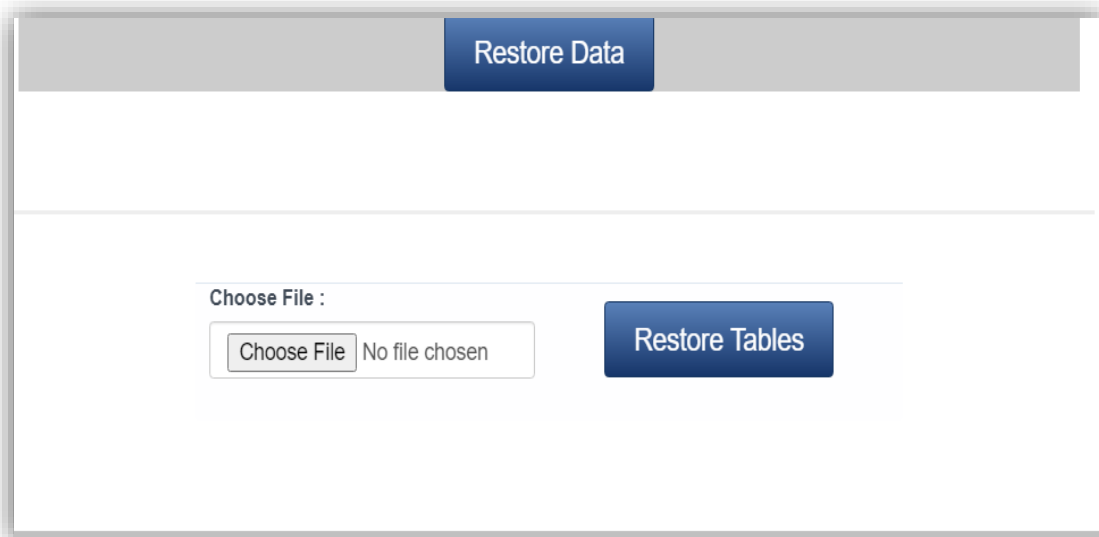 Restore Data
Choose File :
Choose File No file chosen
Restore Tables